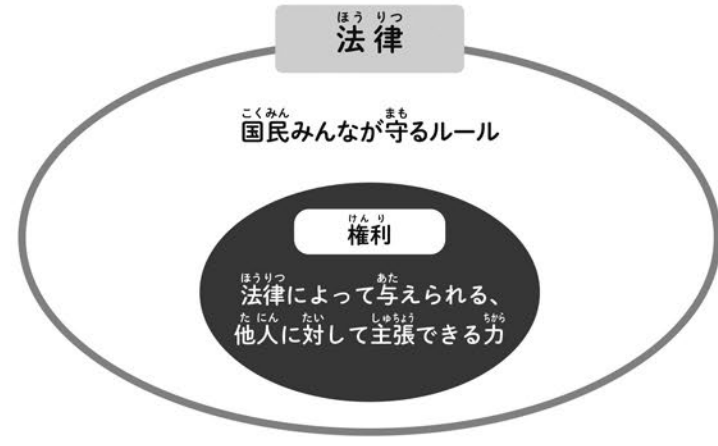 法律
国民みんなが守るルール
権利
法律によって与えられる、
他人に対して主張できる力